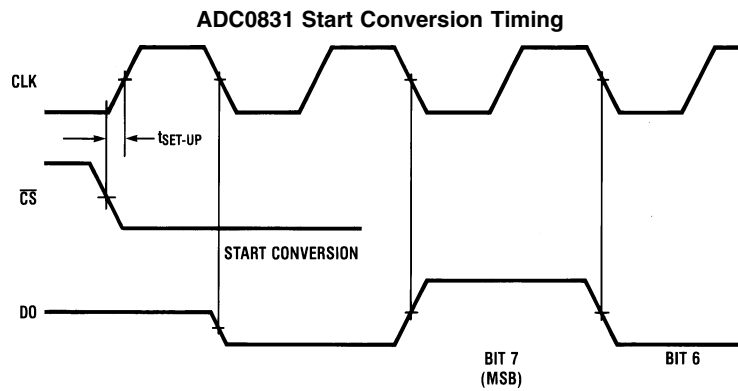 ADC0831 Start Conversion Timing
CLK
tSET-UP
CS
START CONVERSION
DO
BIT 7
(MSB)
BIT 6